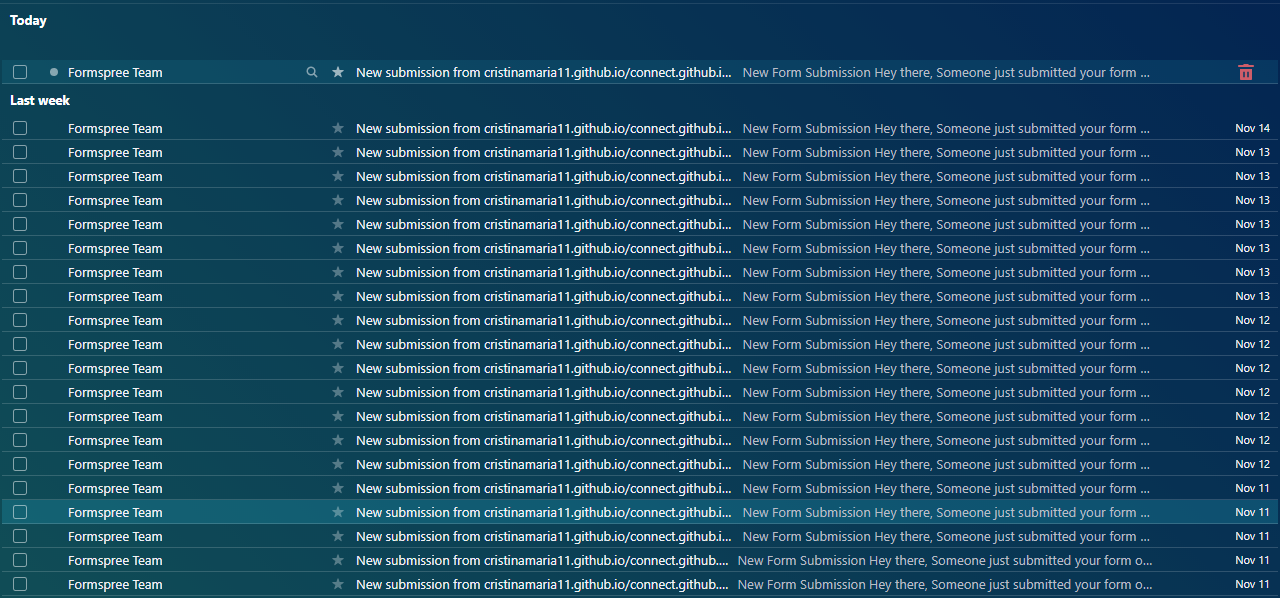 Today
Formspree Team New submission from cristinamaria11.github.io/connect.github.i... New Form Submission Hey there, Someone just submitted your form ...
Last week
Formspree Team New submission from cristinamaria11.github.io/connect.github.i... New Form Submission Hey there, Someone just submitted your form ... Nov 14
Formspree Team New submission from cristinamaria11.github.io/connect.github.i... New Form Submission Hey there, Someone just submitted your form ... Nov 13
Formspree Team New submission from cristinamaria11.github.io/connect.github.i... New Form Submission Hey there, Someone just submitted your form ... Nov 13
Formspree Team New submission from cristinamaria11.github.io/connect.github.i... New Form Submission Hey there, Someone just submitted your form ... Nov 13
Formspree Team New submission from cristinamaria11.github.io/connect.github.i... New Form Submission Hey there, Someone just submitted your form ... Nov 13
Formspree Team New submission from cristinamaria11.github.io/connect.github.i... New Form Submission Hey there, Someone just submitted your form ... Nov 13
Formspree Team New submission from cristinamaria11.github.io/connect.github.i... New Form Submission Hey there, Someone just submitted your form ... Nov 13
Formspree Team New submission from cristinamaria11.github.io/connect.github.i... New Form Submission Hey there, Someone just submitted your form ... Nov 13
Formspree Team New submission from cristinamaria11.github.io/connect.github.i... New Form Submission Hey there, Someone just submitted your form ... Nov 12
Formspree Team New submission from cristinamaria11.github.io/connect.github.i... New Form Submission Hey there, Someone just submitted your form ... Nov 12
Formspree Team New submission from cristinamaria11.github.io/connect.github.i... New Form Submission Hey there, Someone just submitted your form ... Nov 12
Formspree Team New submission from cristinamaria11.github.io/connect.github.i... New Form Submission Hey there, Someone just submitted your form ... Nov 12
Formspree Team New submission from cristinamaria11.github.io/connect.github.i... New Form Submission Hey there, Someone just submitted your form ... Nov 12
Formspree Team New submission from cristinamaria11.github.io/connect.github.i... New Form Submission Hey there, Someone just submitted your form ... Nov 12
Formspree Team New submission from cristinamaria11.github.io/connect.github.i... New Form Submission Hey there, Someone just submitted your form ... Nov 12
Formspree Team New submission from cristinamaria11.github.io/connect.github.i... New Form Submission Hey there, Someone just submitted your form ... Nov 11
Formspree Team New submission from cristinamaria11.github.io/connect.github.i... New Form Submission Hey there, Someone just submitted your form ... Nov 11
Formspree Team New submission from cristinamaria11.github.io/connect.github.i... New Form Submission Hey there, Someone just submitted your form ... Nov 11
Formspree Team New submission from cristinamaria11.github.io/connect.github.... New Form Submission Hey there, Someone just submitted your form o... Nov 11
Formspree Team New submission from cristinamaria11.github.io/connect.github.... New Form Submission Hey there, Someone just submitted your form o... Nov 11